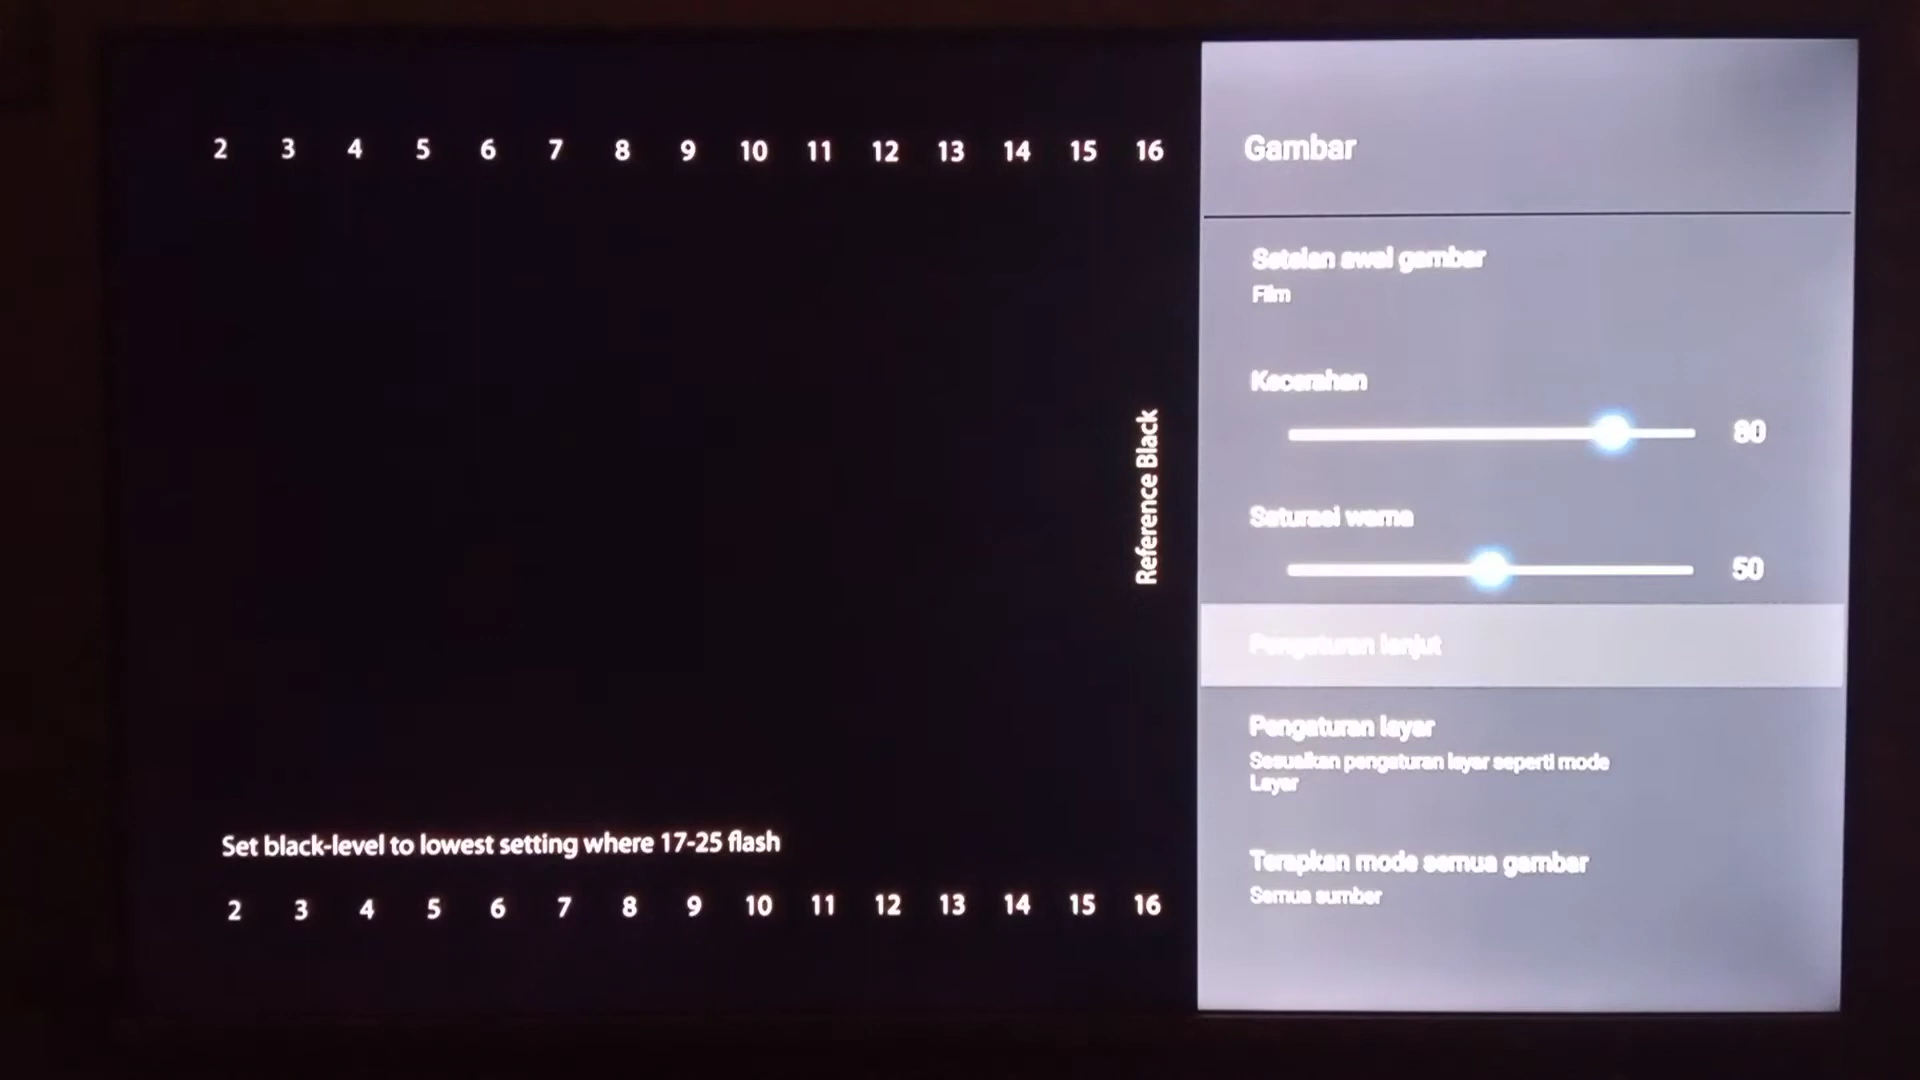 2 3 4 5 6 7 8 9 10 11 12 13 14 15 16
Reference Black
Set black-level to lowest setting where 17-25 flash
2 3 4 5 6 7 8 9 10 11 12 13 14 15 16
Gambar
Setelan awal gambar
Film
Kecerahan
80
Saturasi warna
50
Pengaturan lanjut
Pengaturan layar
Sesuaikan pengaturan layar seperti mode
Layar
Terapkan mode semua gambar
Semua sumber